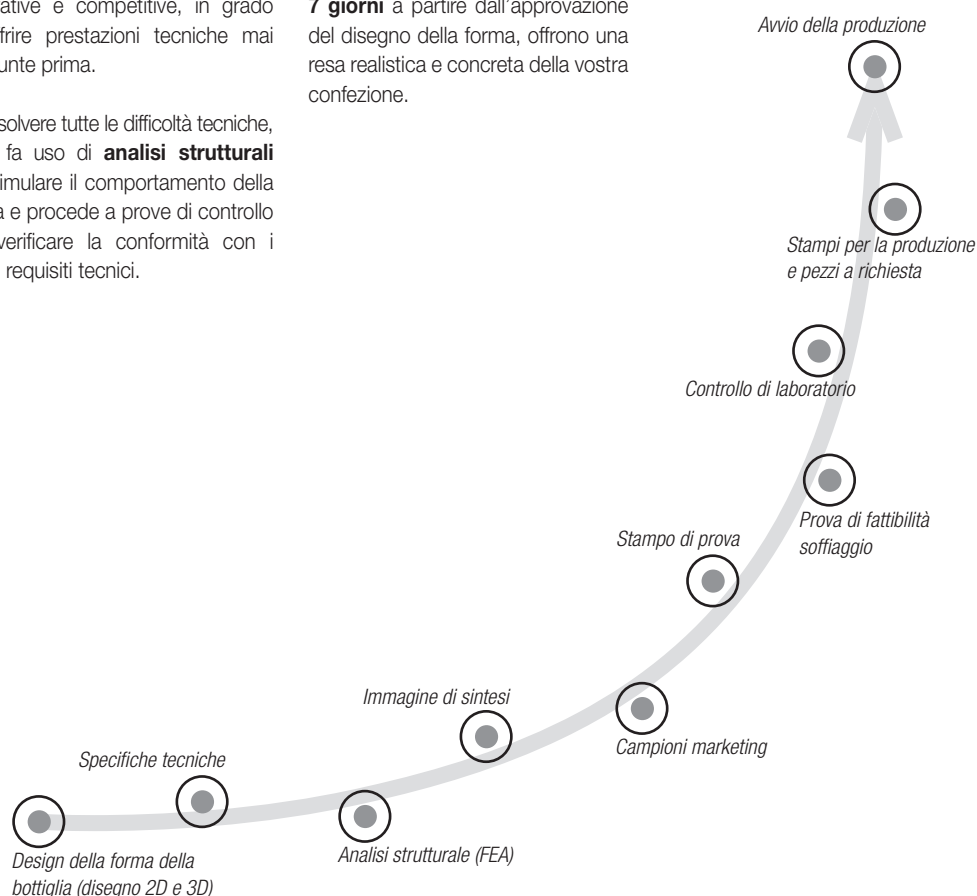 ative e competitive, in grado
frire prestazioni tecniche mai
unte prima.
solvere tutte le difficoltà tecniche,
fa uso di analisi strutturali
imulare il comportamento della
a e procede a prove di controllo
verificare la conformità con i
requisiti tecnici.
7 giorni a partire dall'approvazione
del disegno della forma, offrono una
resa realistica e concreta della vostra
confezione.
Avvio della produzione
Stampi per la produzione
e pezzi a richiesta
Controllo di laboratorio
Prova di fattibilità
soffiaggio
Stampo di prova
Campioni marketing
Immagine di sintesi
Analisi strutturale (FEA)
Specifiche tecniche
Design della forma della
bottiglia (disegno 2D e 3D)